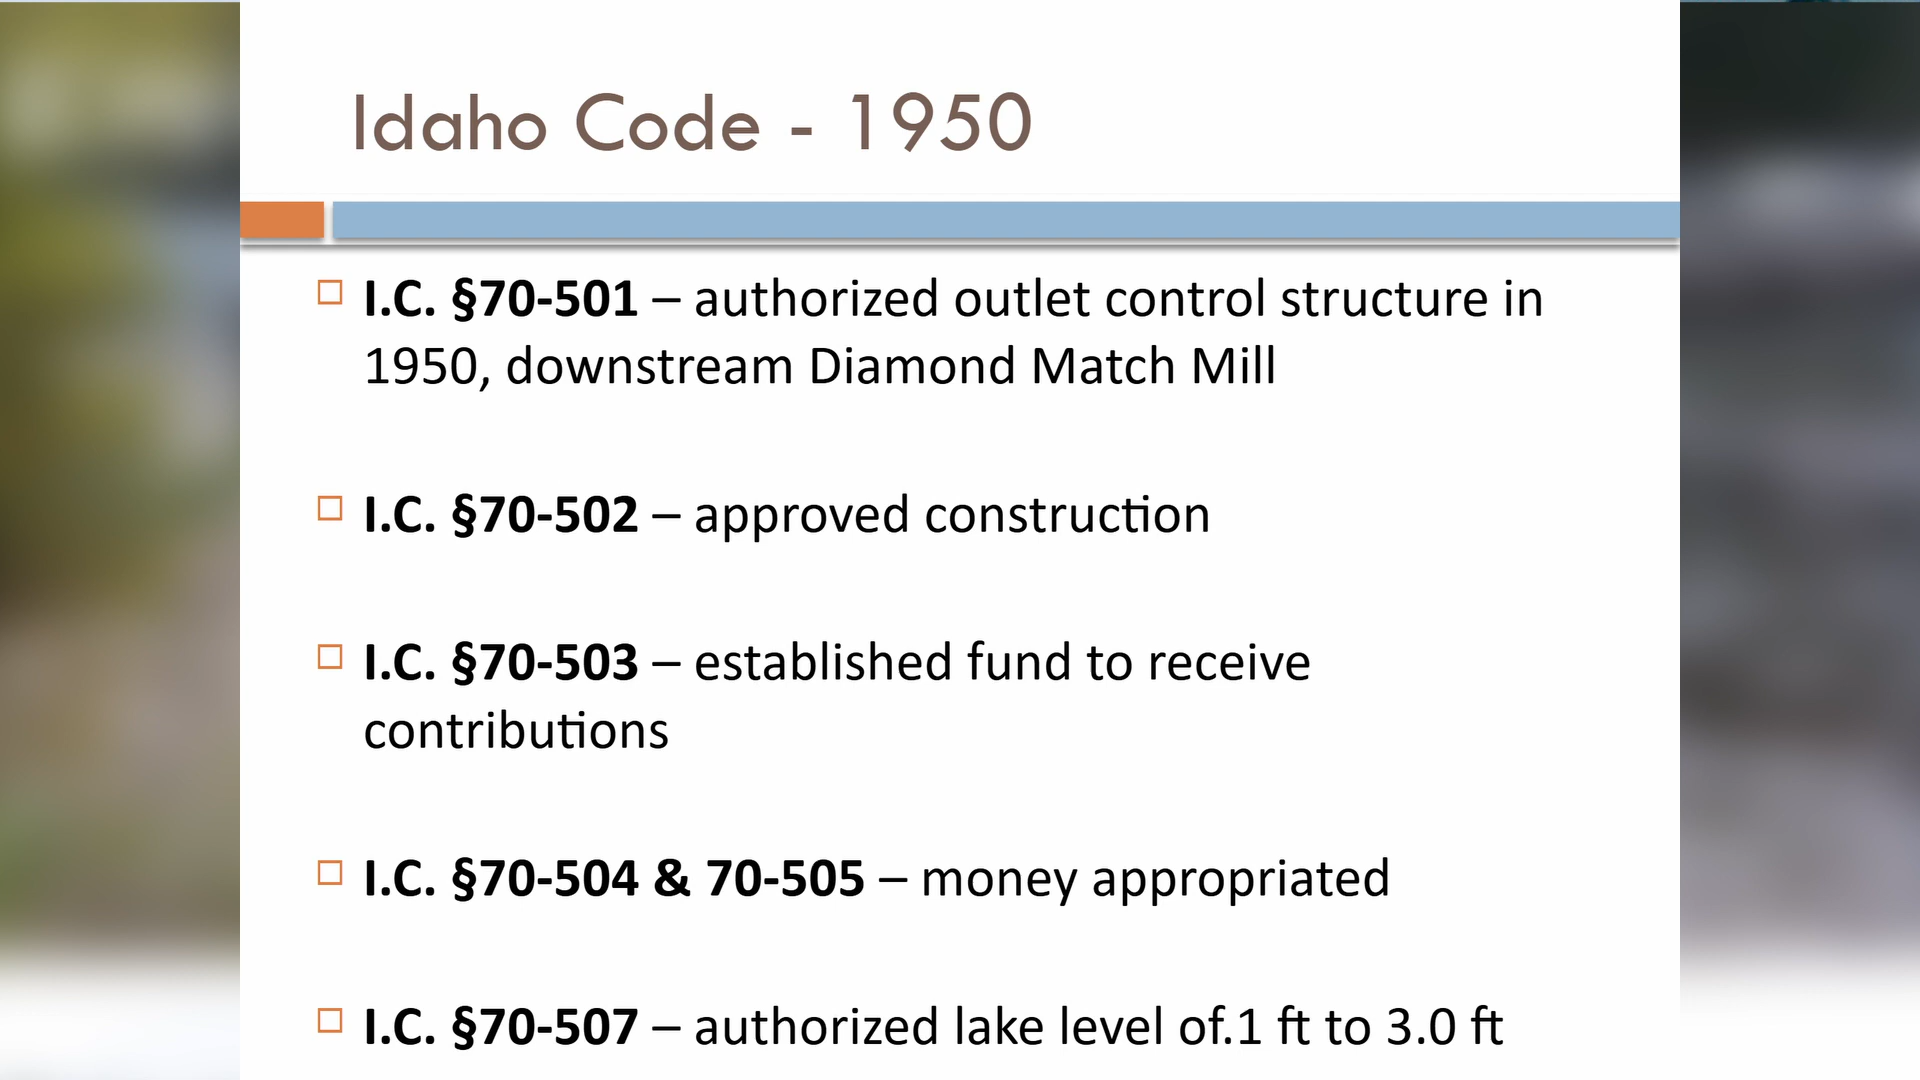 Idaho Code - 1950
I.C. §70-501 – authorized outlet control structure in
1950, downstream Diamond Match Mill
I.C. §70-502 – approved construction
I.C. §70-503 – established fund to receive
contributions
I.C. §70-504 & 70-505 – money appropriated
I.C. §70-507 – authorized lake level of.1 ft to 3.0 ft